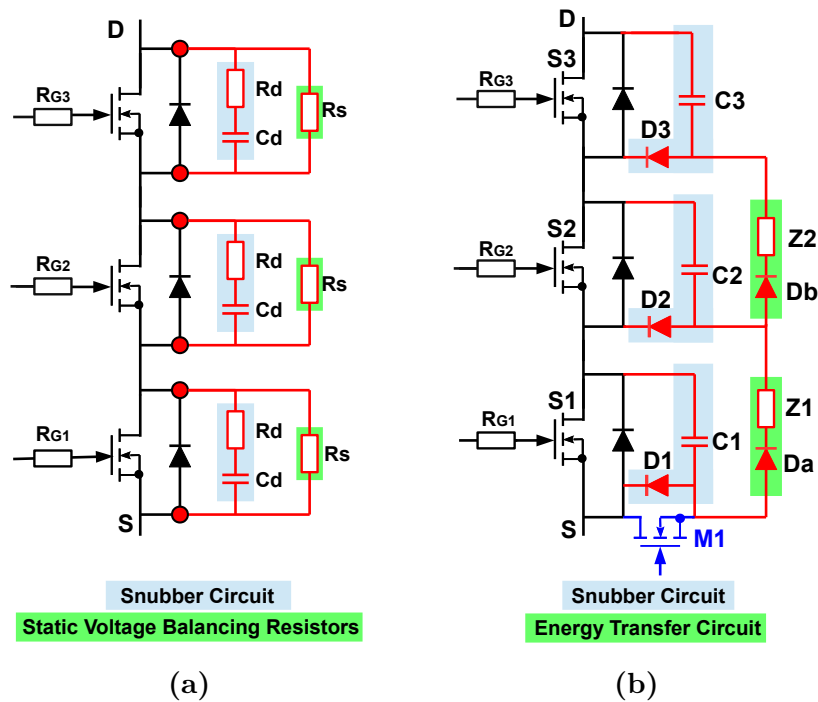 D
RG3
Rd
Cd
Rs
RG2
Rd
Cd
Rs
RG1
Rd
Cd
Rs
S
Snubber Circuit
Static Voltage Balancing Resistors
(a)
D
S3
RG3
C3
D3
S2
RG2
C2
D2
Z2
Db
S1
RG1
C1
D1
Z1
Da
S
M1
Snubber Circuit
Energy Transfer Circuit
(b)